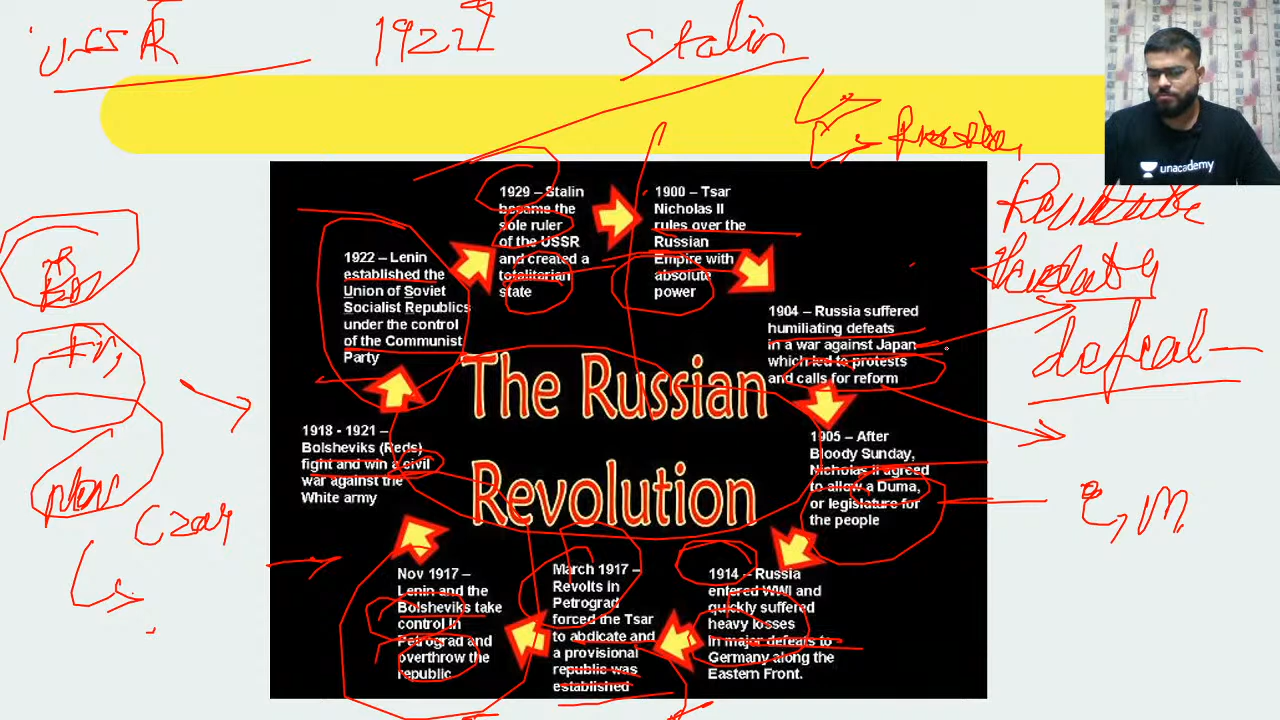 USSR 1922 Stalin
unacademy
defeat
Czar
1929 – Stalin
became the
sole ruler
of the USSR
and created a
totalitarian
state
1900 – Tsar
Nicholas II
rules over the
Russian
Empire with
absolute
power
1904 – Russia suffered
humiliating defeats
in a war against Japan
which led to protests
and calls for reform
1905 – After
Bloody Sunday,
Nicholas II agreed
to allow a Duma,
or legislature for
the people
1914 – Russia
entered WWI and
quickly suffered
heavy losses
in major defeats to
Germany along the
Eastern Front.
March 1917 –
Revolts in
Petrograd
forced the Tsar
to abdicate and
a provisional
republic was
established
Nov 1917 –
Lenin and the
Bolsheviks take
control in
Petrograd and
overthrow the
republic
1918 - 1921 –
Bolsheviks (Reds)
fight and win a civil
war against the
White army
1922 – Lenin
established the
Union of Soviet
Socialist Republics
under the control
of the Communist
Party
The Russian
Revolution